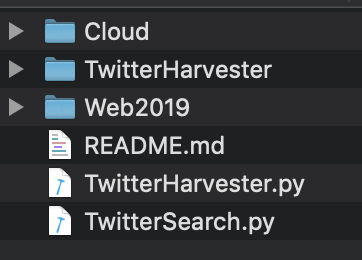 Cloud
TwitterHarvester
Web2019
README.md
TwitterHarvester.py
TwitterSearch.py